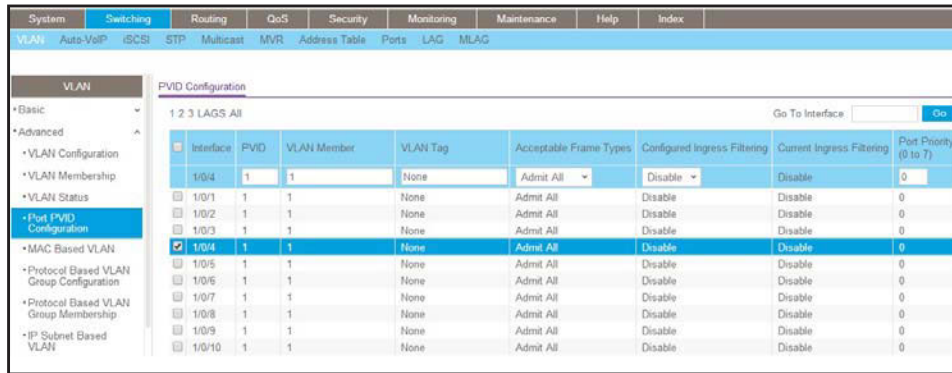 System Switching Routing QoS Security Monitoring Maintenance Help Index
VLAN Auto-VoIP iSCSI STP Multicast MVR Address Table Ports LAG MLAG
VLAN
•Basic
•Advanced
•VLAN Configuration
•VLAN Membership
•VLAN Status
•Port PVID
Configuration
•MAC Based VLAN
•Protocol Based VLAN
Group Configuration
•Protocol Based VLAN
Group Membership
•IP Subnet Based
VLAN
PVID Configuration
1 2 3 LAGS All Go To Interface Go
Interface PVID VLAN Member VLAN Tag Acceptable Frame Types Configured Ingress Filtering Current Ingress Filtering Port Priority
(0 to 7)
1/0/4 1 1 None Admit All Disable Disable 0
1/0/1 1 1 None Admit All Disable Disable 0
1/0/2 1 1 None Admit All Disable Disable 0
1/0/3 1 1 None Admit All Disable Disable 0
1/0/4 1 1 None Admit All Disable Disable 0
1/0/5 1 1 None Admit All Disable Disable 0
1/0/6 1 1 None Admit All Disable Disable 0
1/0/7 1 1 None Admit All Disable Disable 0
1/0/8 1 1 None Admit All Disable Disable 0
1/0/9 1 1 None Admit All Disable Disable 0
1/0/10 1 1 None Admit All Disable Disable 0